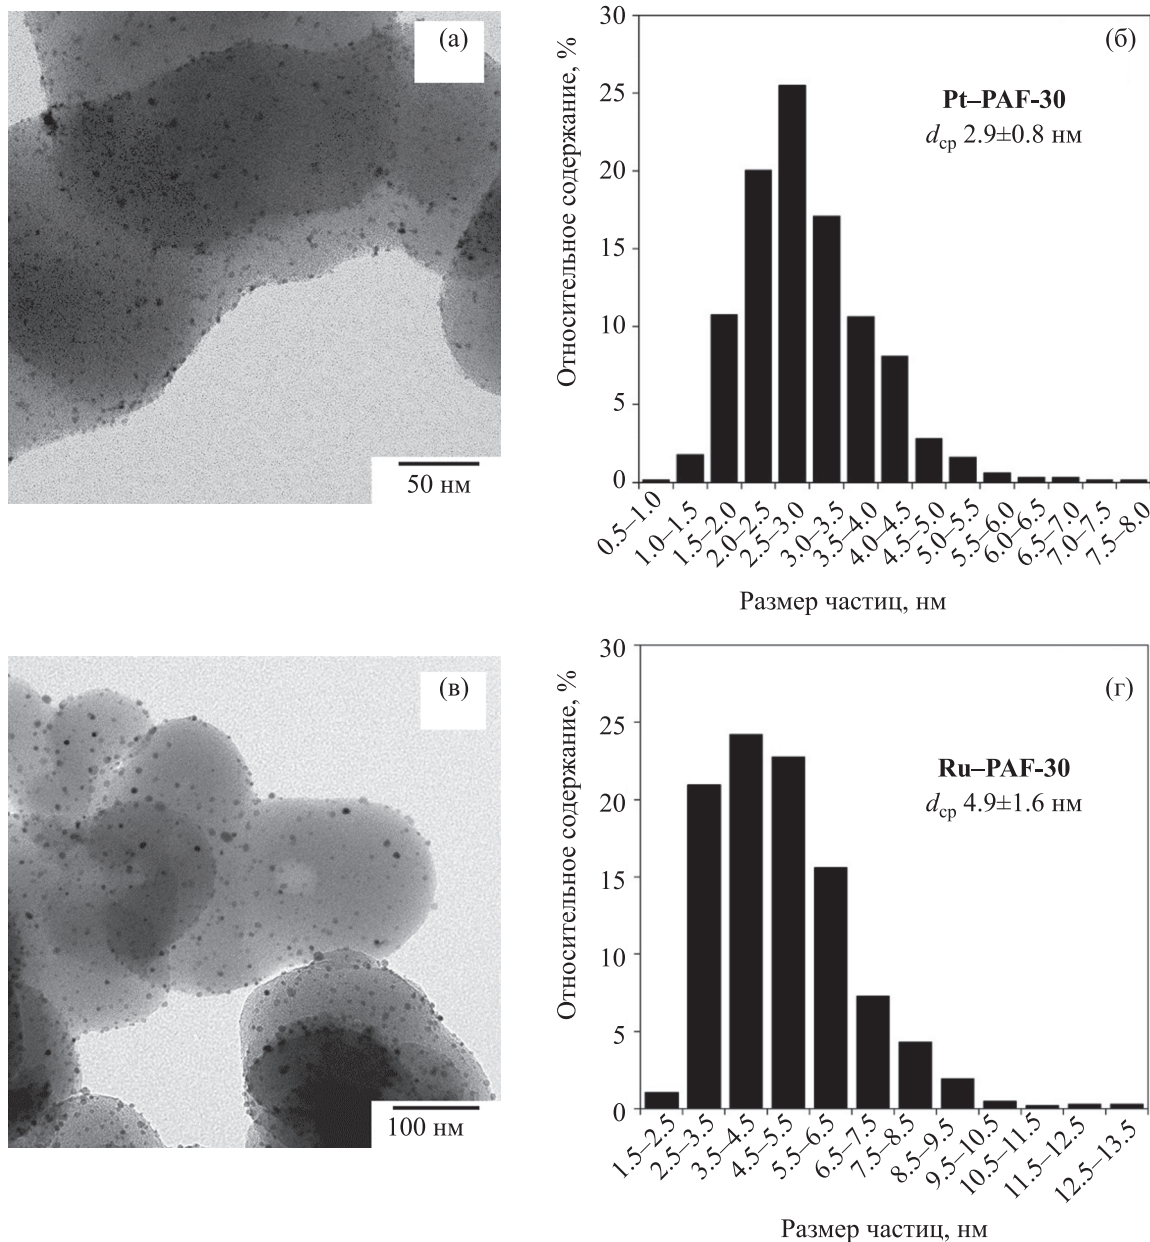 (а)
50 нм
30
25
20
15
10
5
0
Относительное содержание, %
(б)
Pt–PAF-30
dср 2.9±0.8 нм
0.5–1.0
1.0–1.5
1.5–2.0
2.0–2.5
2.5–3.0
3.0–3.5
3.5–4.0
4.0–4.5
4.5–5.0
5.0–5.5
5.5–6.0
6.0–6.5
6.5–7.0
7.0–7.5
7.5–8.0
Размер частиц, нм
(в)
100 нм
30
25
20
15
10
5
0
Относительное содержание, %
(г)
Ru–PAF-30
dср 4.9±1.6 нм
1.5–2.5
2.5–3.5
3.5–4.5
4.5–5.5
5.5–6.5
6.5–7.5
7.5–8.5
8.5–9.5
9.5–10.5
10.5–11.5
11.5–12.5
12.5–13.5
Размер частиц, нм